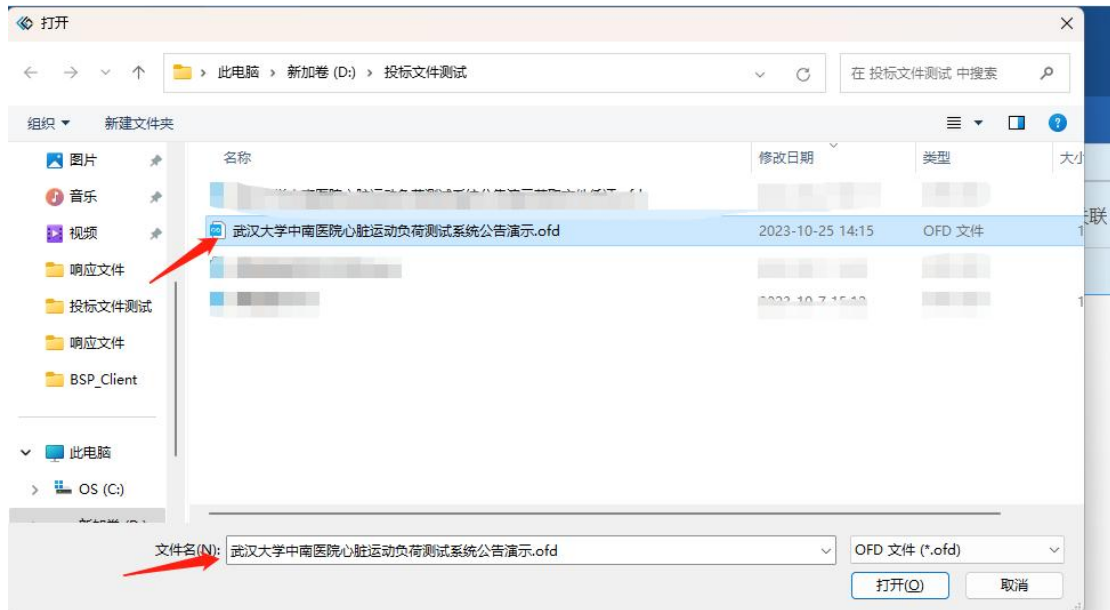 打开
此电脑 > 新加卷 (D:) > 投标文件测试
在 投标文件测试 中搜索
组织
新建文件夹
图片
音乐
视频
响应文件
投标文件测试
响应文件
BSP_Client
此电脑
OS (C:)
名称
修改日期
类型
大小
武汉大学中南医院心脏运动负荷测试系统公告演示.ofd
2023-10-25 14:15
OFD 文件
1
1
联
文件名(N):
武汉大学中南医院心脏运动负荷测试系统公告演示.ofd
OFD 文件 (*.ofd)
打开(O)
取消